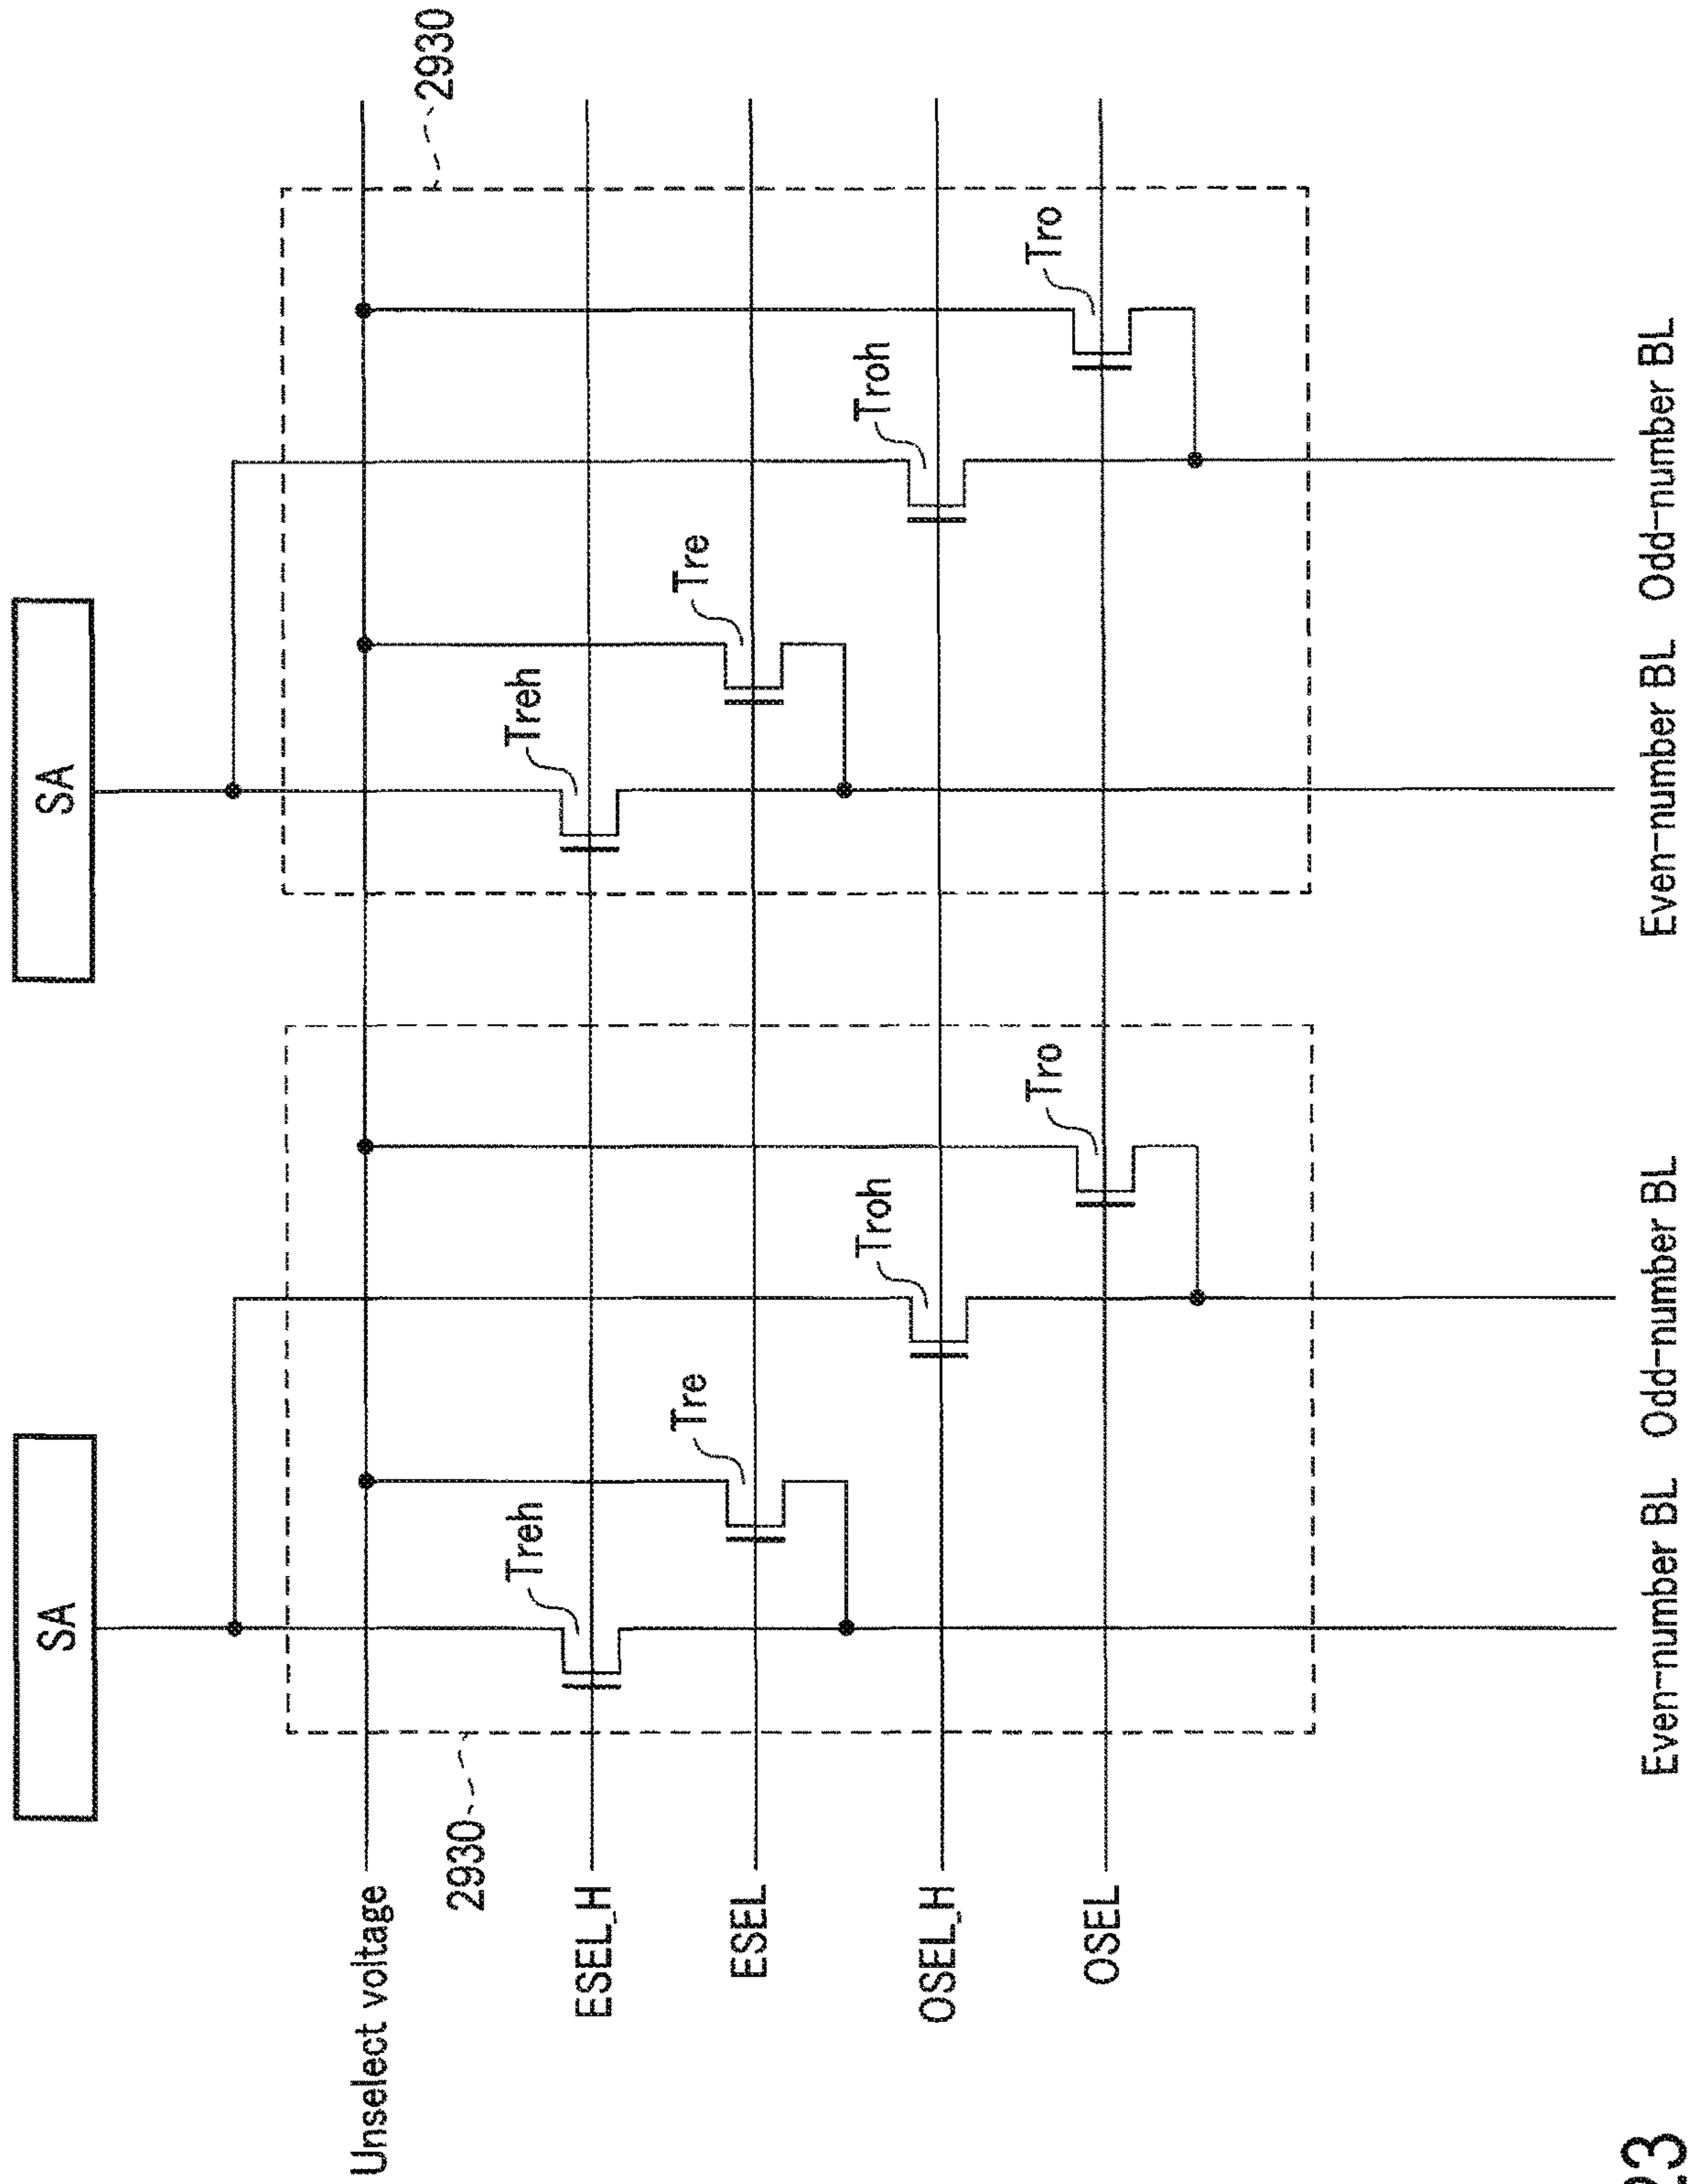 SA
SA
2930
2930
Unselect voltage
ESEL_H
ESEL
OSEL_H
OSEL
Treh
Tre
Troh
Tro
Treh
Tre
Troh
Tro
Even-number BL Odd-number BL
Even-number BL Odd-number BL
23